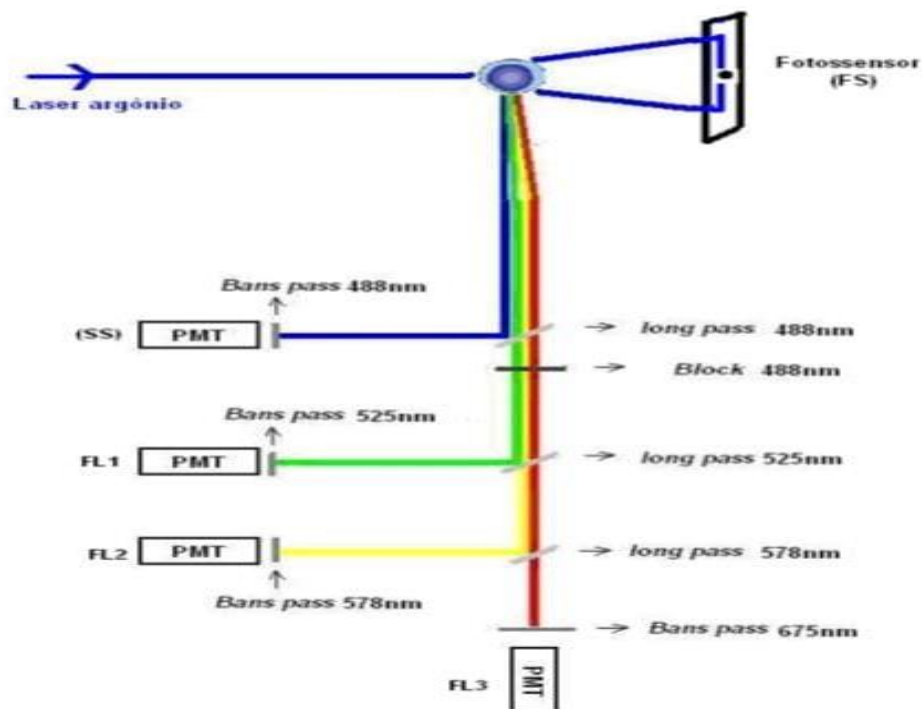 Fotossensor
(FS)
Laser argónio
Bans pass 488nm
(SS)
PMT
long pass 488nm
Block 488nm
Bans pass 525nm
FL1
PMT
long pass 525nm
FL2
PMT
long pass 578nm
Bans pass 578nm
Bans pass 675nm
FL3
PMT